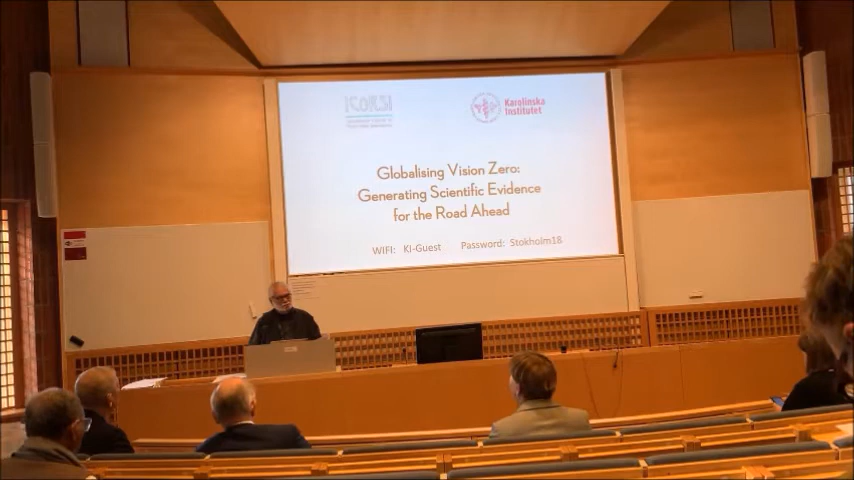 ICORSI
Karolinska
Institutet
Globalising Vision Zero:
Generating Scientific Evidence
for the Road Ahead
WIFI: KI-Guest Password: Stokholm18